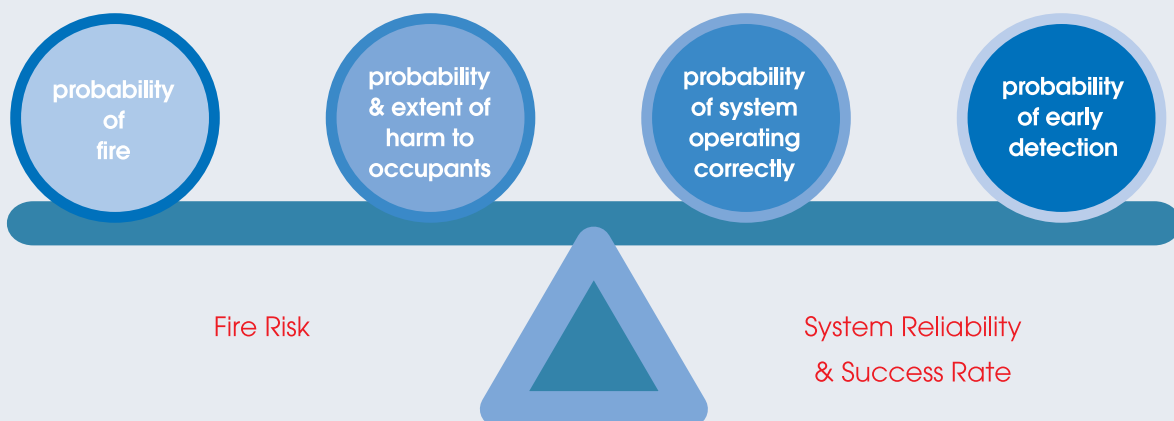 probability
of
fire
probability
& extent of
harm to
occupants
probability
of system
operating
correctly
probability
of early
detection
Fire Risk
System Reliability
& Success Rate